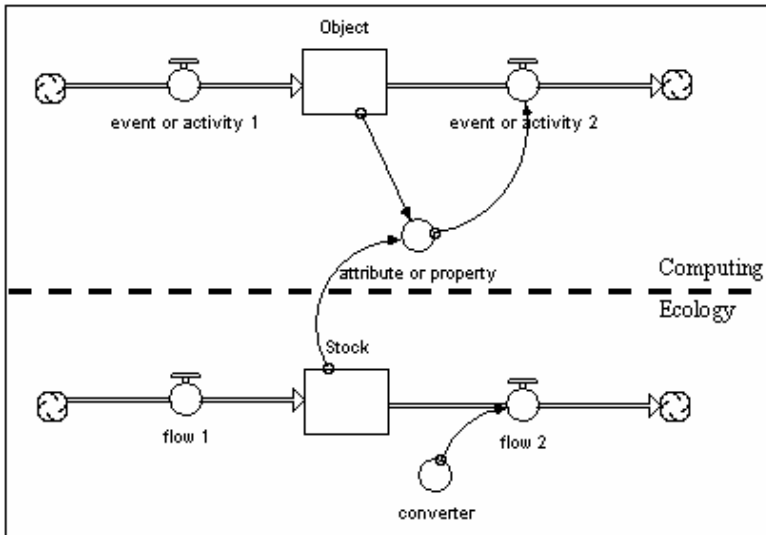 Object
event or activity 1
event or activity 2
attribute or property
Computing
Ecology
Stock
flow 1
flow 2
converter